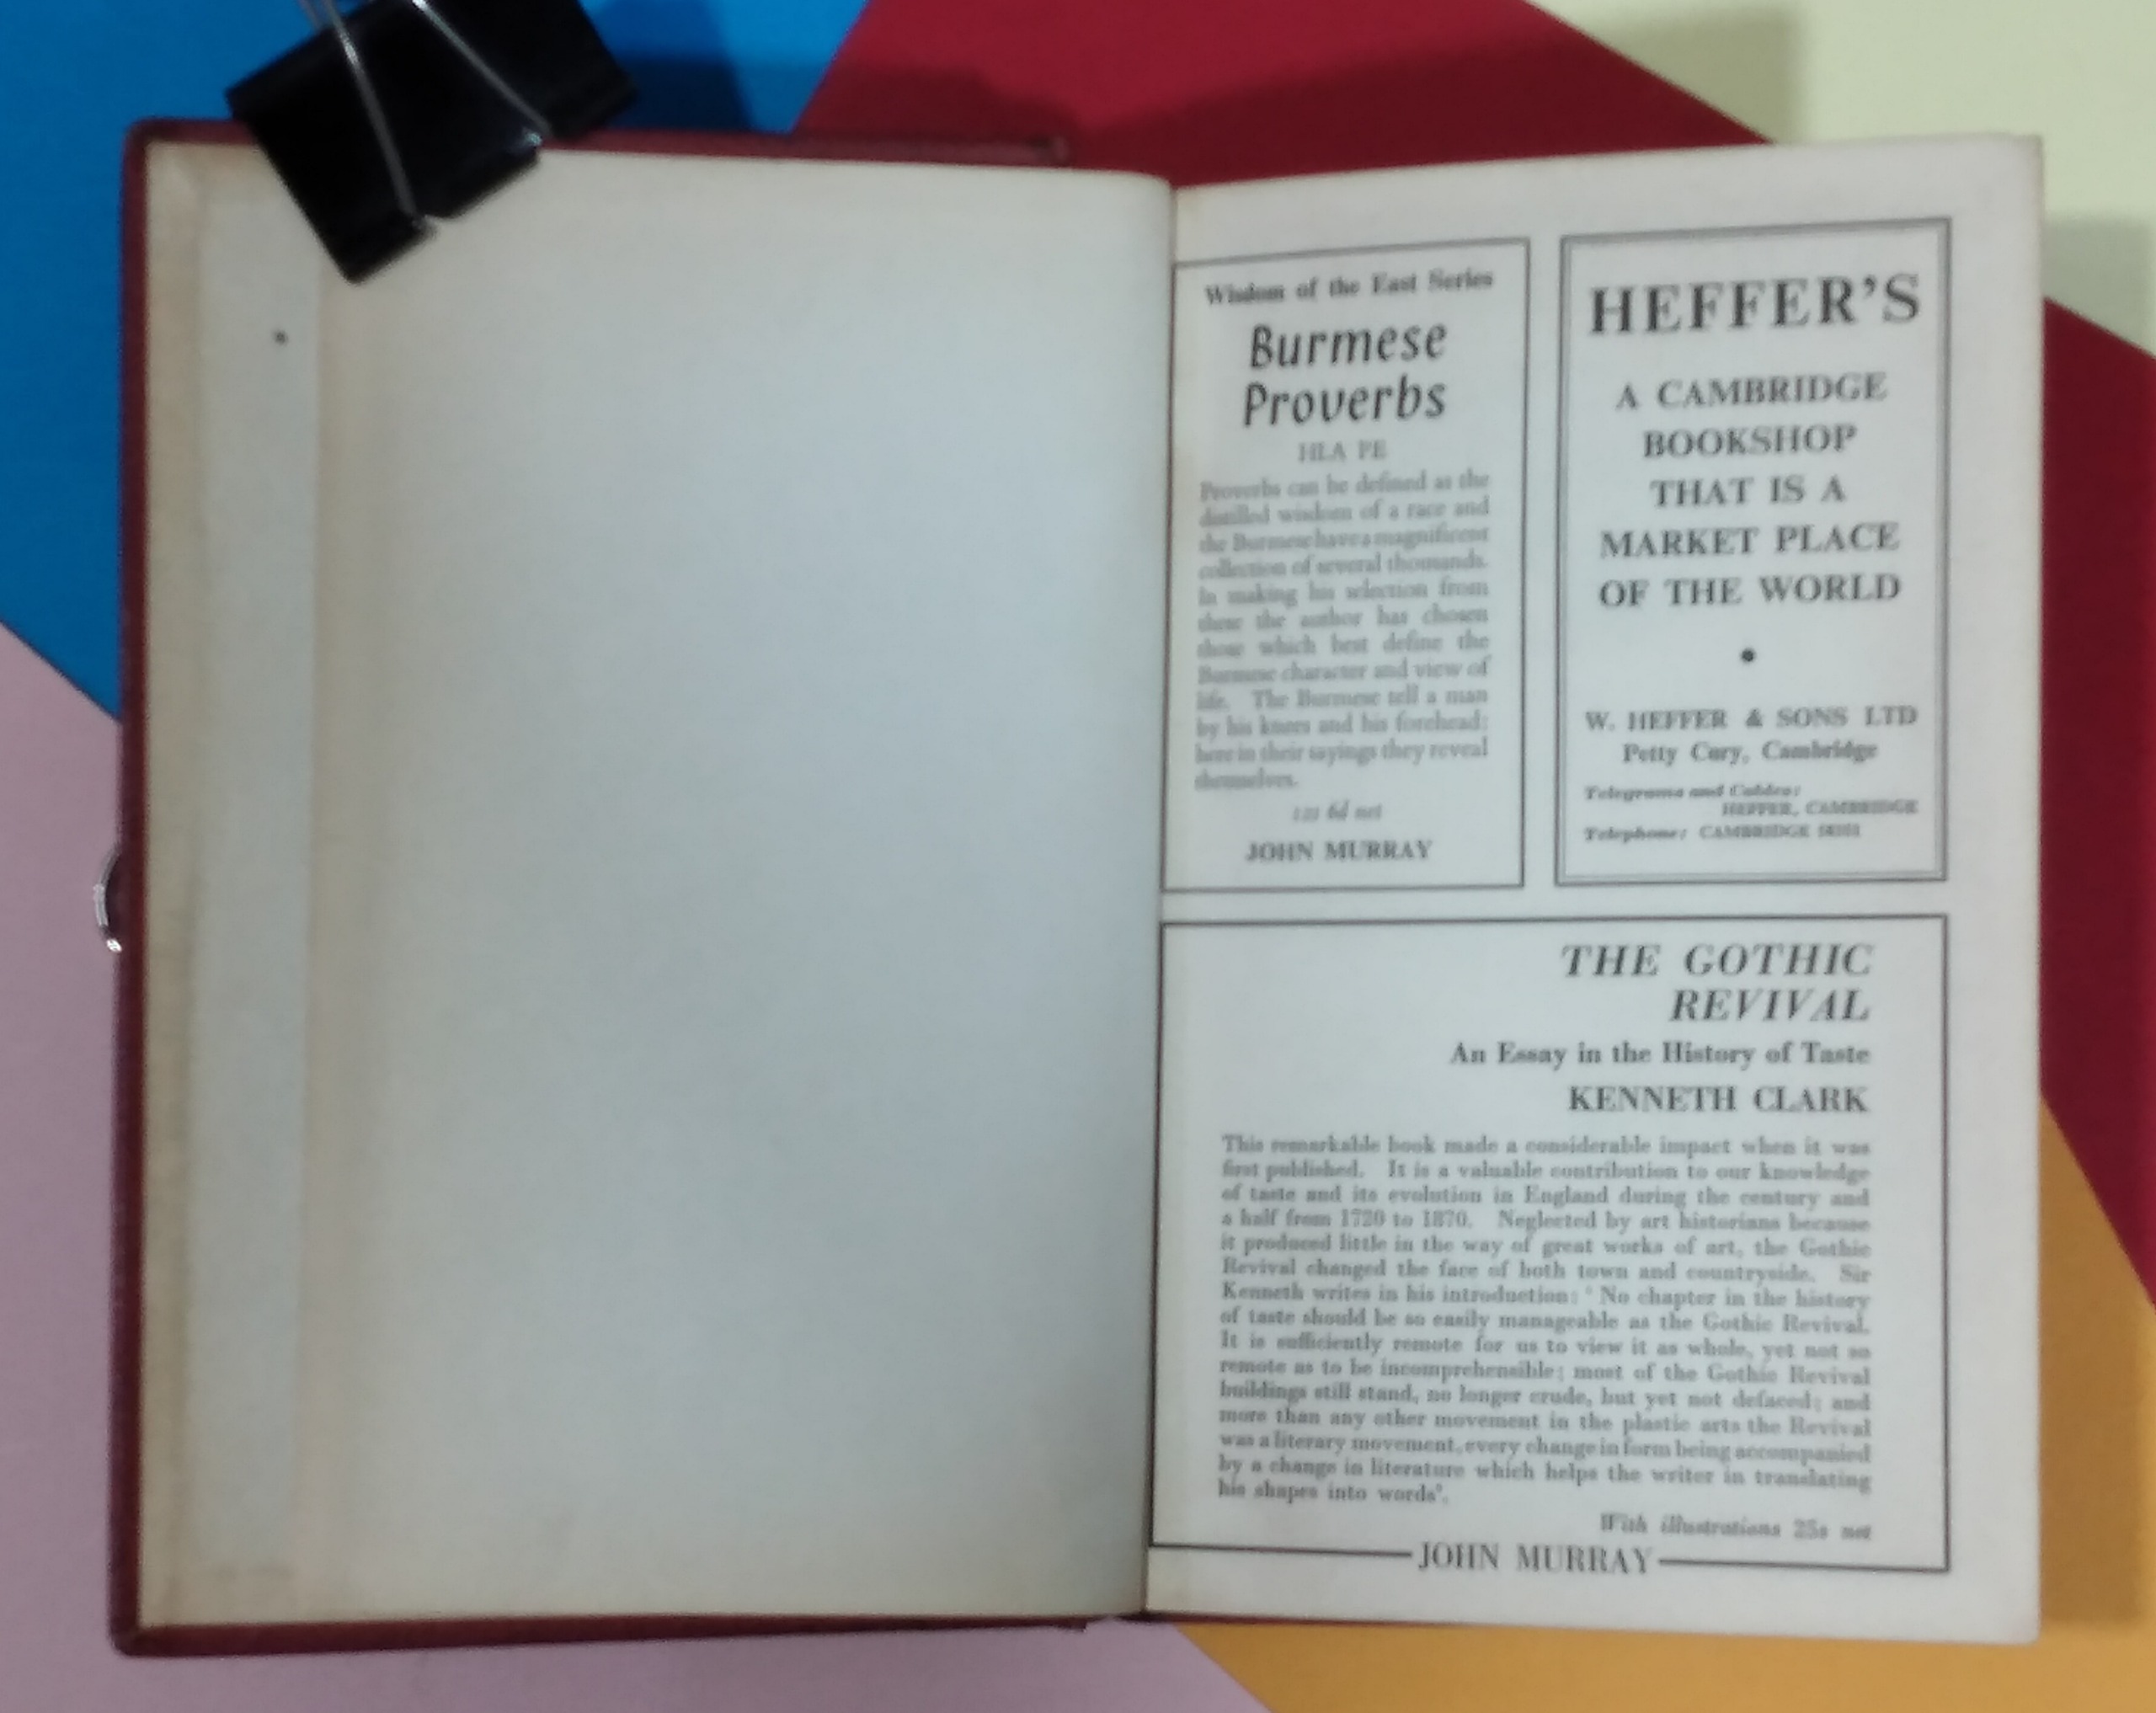 Wisdom of the East Series
Burmese
Proverbs
HLA PE
Proverbs can be defined as the
distilled wisdom of a race and
the Burmese have a magnificent
collection of several thousands.
In making his selection from
these the author has chosen
those which best define the
Burmese character and view of
life. The Burmese tell a man
by his knees and his forehead;
here in their sayings they reveal
themselves.
6d net
JOHN MURRAY
HEFFER'S
A CAMBRIDGE
BOOKSHOP
THAT IS A
MARKET PLACE
OF THE WORLD
•
W. HEFFER & SONS LTD
Petty Cury, Cambridge
Telegrams and Cables:
HEFFER, CAMBRIDGE
Telephone: CAMBRIDGE
THE GOTHIC
REVIVAL
An Essay in the History of Taste
KENNETH CLARK
This remarkable book made a considerable impact when it was
first published. It is a valuable contribution to our knowledge
of taste and its evolution in England during the century and
a half from 1720 to 1870. Neglected by art historians because
it produced little in the way of great works of art, the Gothic
Revival changed the face of both town and countryside. Sir
Kenneth writes in his introduction: ' No chapter in the history
of taste should be so easily manageable as the Gothic Revival.
It is sufficiently remote for us to view it as whole, yet not so
remote as to be incomprehensible; most of the Gothic Revival
buildings still stand, no longer crude, but yet not defaced; and
more than any other movement in the plastic arts the Revival
was a literary movement, every change in form being accompanied
by a change in literature which helps the writer in translating
his shapes into words'.
With illustrations 25s net
JOHN MURRAY